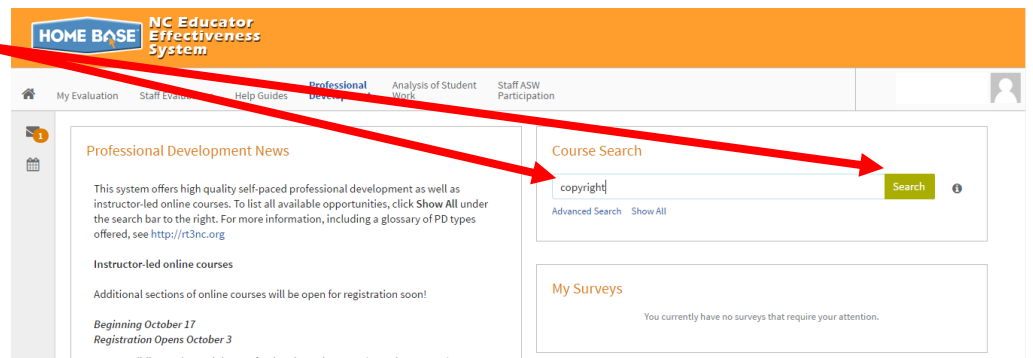 HOME BASE
NC Educator
Effectiveness
System
My Evaluation
Help Guides
Professional
Development
Analysis of Student
Work
Staff ASW
Participation
1
Professional Development News
This system offers high quality self-paced professional development as well as
instructor-led online courses. To list all available opportunities, click Show All under
the search bar to the right. For more information, including a glossary of PD types
offered, see http://rt3nc.org
Instructor-led online courses
Additional sections of online courses will be open for registration soon!
Beginning October 17
Registration Opens October 3
Course Search
copyright
Search
Advanced Search Show All
My Surveys
You currently have no surveys that require your attention.